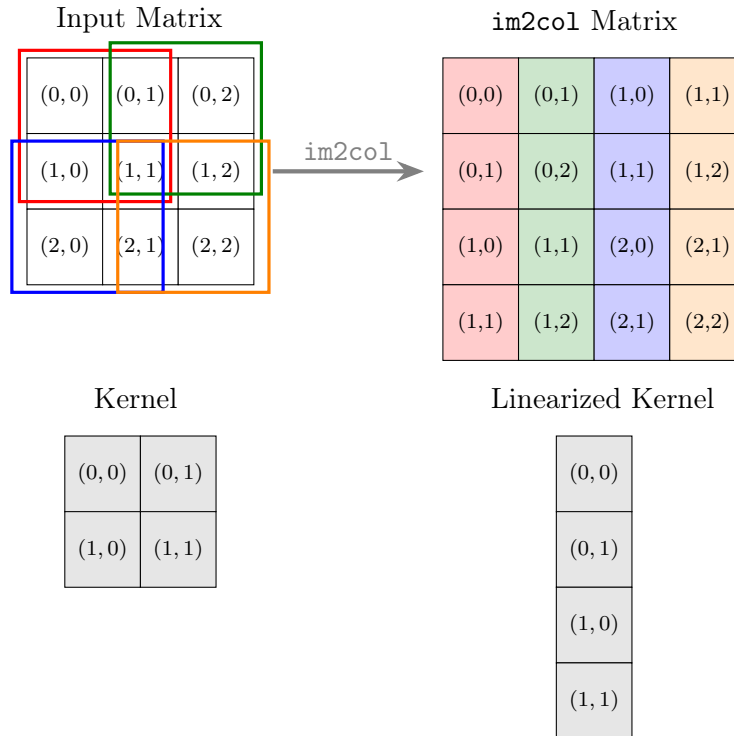 Input Matrix
im2col Matrix
(0, 0) (0, 1) (0, 2)
(1, 0) (1, 1) (1, 2)
(2, 0) (2, 1) (2, 2)
im2col
(0,0) (0,1) (1,0) (1,1)
(0,1) (0,2) (1,1) (1,2)
(1,0) (1,1) (2,0) (2,1)
(1,1) (1,2) (2,1) (2,2)
Kernel
(0, 0) (0, 1)
(1, 0) (1, 1)
Linearized Kernel
(0, 0)
(0, 1)
(1, 0)
(1, 1)